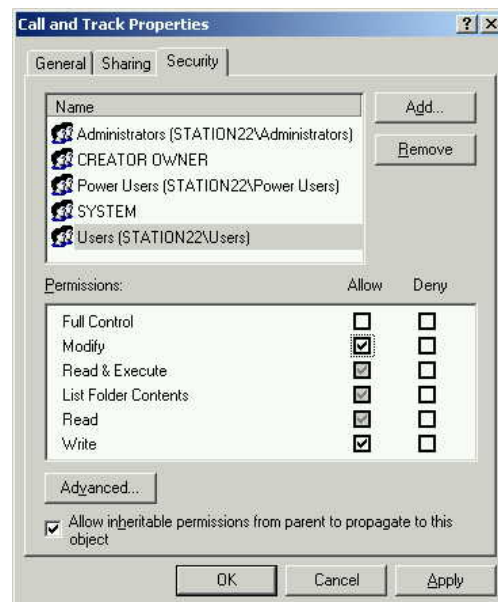 Call and Track Properties
General Sharing Security
Name
Administrators (STATION22\Administrators)
CREATOR OWNER
Power Users (STATION22\Power Users)
SYSTEM
Users (STATION22\Users)
Add...
Remove
Permissions: Allow Deny
Full Control
Modify
Read & Execute
List Folder Contents
Read
Write
Advanced...
Allow inheritable permissions from parent to propagate to this
object
OK Cancel Apply